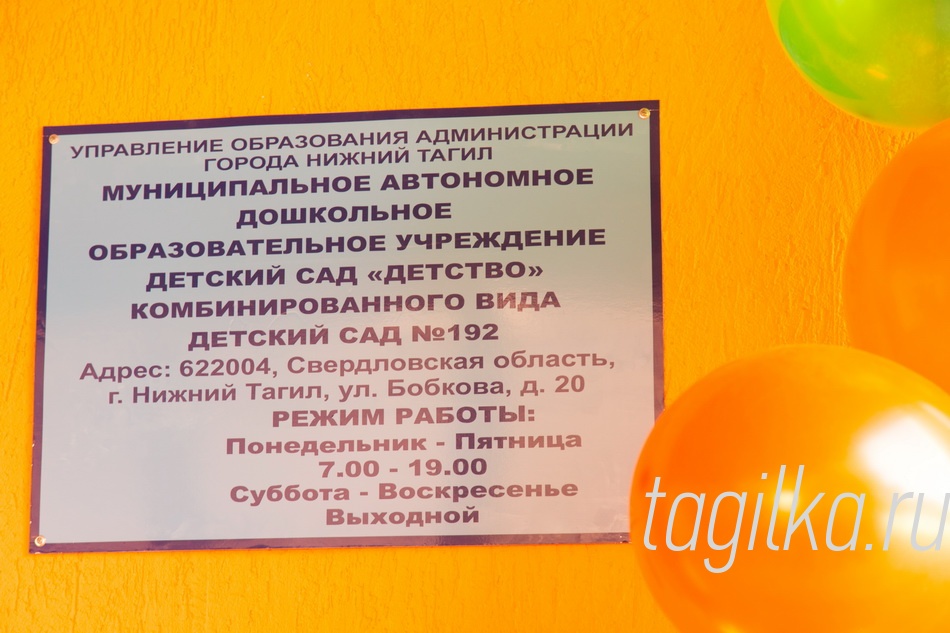 УПРАВЛЕНИЕ ОБРАЗОВАНИЯ АДМИНИСТРАЦИИ
ГОРОДА НИЖНИЙ ТАГИЛ
МУНИЦИПАЛЬНОЕ АВТОНОМНОЕ
ДОШКОЛЬНОЕ
ОБРАЗОВАТЕЛЬНОЕ УЧРЕЖДЕНИЕ
ДЕТСКИЙ САД «ДЕТСТВО»
КОМБИНИРОВАННОГО ВИДА
ДЕТСКИЙ САД №192
Адрес: 622004, Свердловская область,
г. Нижний Тагил, ул. Бобкова, д. 20
РЕЖИМ РАБОТЫ:
Понедельник - Пятница
7.00 - 19.00
Суббота - Воскресенье
Выходной
tagilka.ru